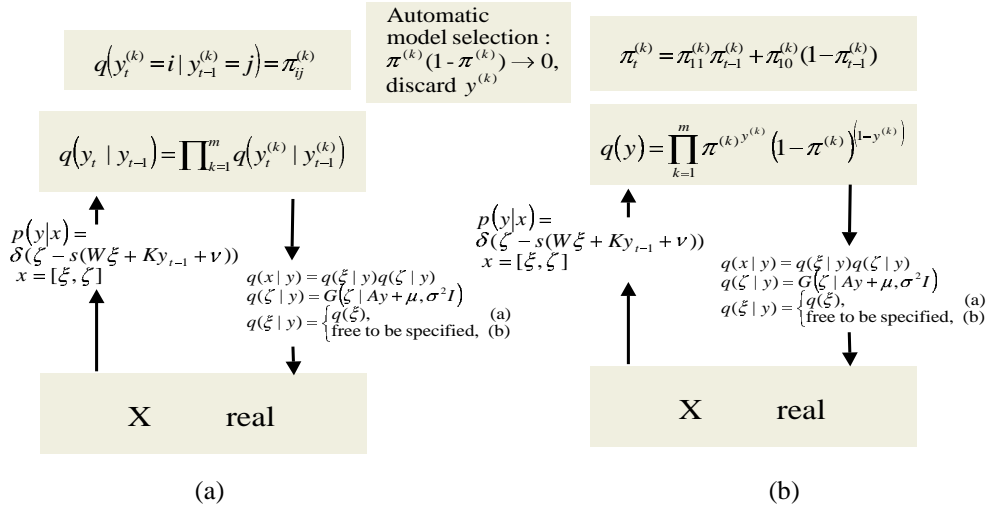 q(y_t^{(k)} = i | y_{t-1}^{(k)} = j) = π_{ij}^{(k)}
Automatic
model selection :
π^{(k)}(1 - π^{(k)}) → 0,
discard y^{(k)}
π_t^{(k)} = π_{11}^{(k)} π_{t-1}^{(k)} + π_{10}^{(k)} (1 - π_{t-1}^{(k)})
q(y_t | y_{t-1}) = ∏_{k=1}^{m} q(y_t^{(k)} | y_{t-1}^{(k)})
q(y) = ∏_{k=1}^{m} π^{(k) y^{(k)}} (1 - π^{(k)})^{(1-y^{(k)})}
p(y|x) =
δ(ζ - s(Wξ + Ky_{t-1} + ν))
x = [ξ, ζ]
q(x | y) = q(ξ | y)q(ζ | y)
q(ζ | y) = G(ζ | Ay + μ, σ²I)
q(ξ | y) = { q(ξ), (a)
free to be specified, (b)
p(y|x) =
δ(ζ - s(Wξ + Ky_{t-1} + ν))
x = [ξ, ζ]
q(x | y) = q(ξ | y)q(ζ | y)
q(ζ | y) = G(ζ | Ay + μ, σ²I)
q(ξ | y) = { q(ξ), (a)
free to be specified, (b)
X real
X real
(a)
(b)